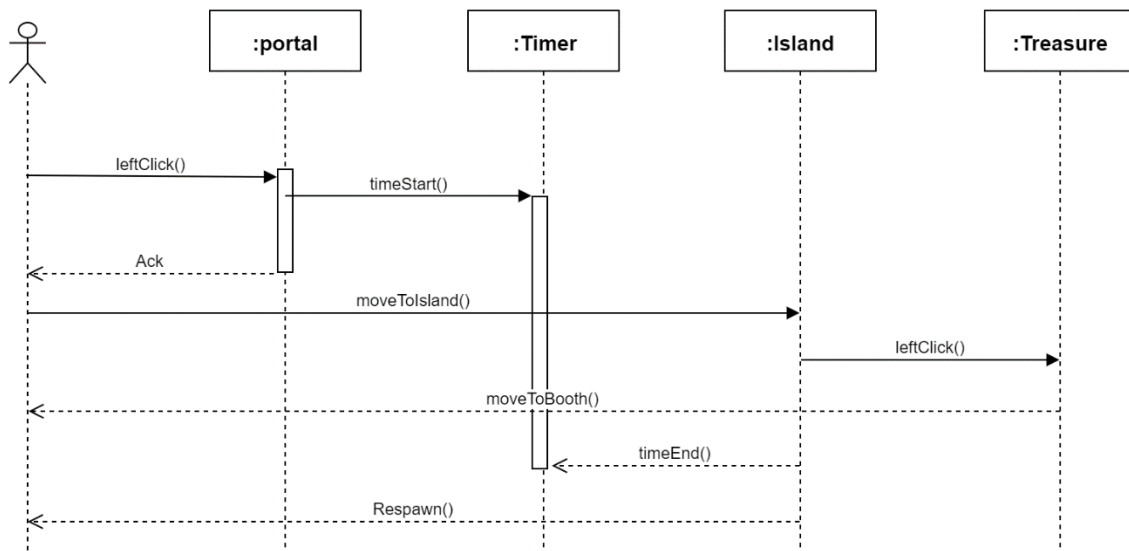 :portal
:Timer
:Island
:Treasure
leftClick()
timeStart()
Ack
moveToIsland()
leftClick()
moveToBooth()
timeEnd()
Respawn()